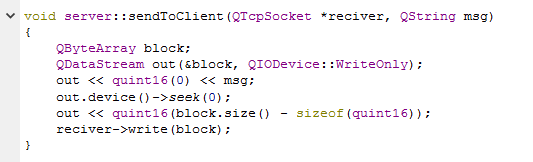 void server::sendToClient(QTcpSocket *reciver, QString msg)
{
QByteArray block;
QDataStream out(&block, QIODevice::WriteOnly);
out << quint16(0) << msg;
out.device()->seek(0);
out << quint16(block.size() - sizeof(quint16));
reciver->write(block);
}